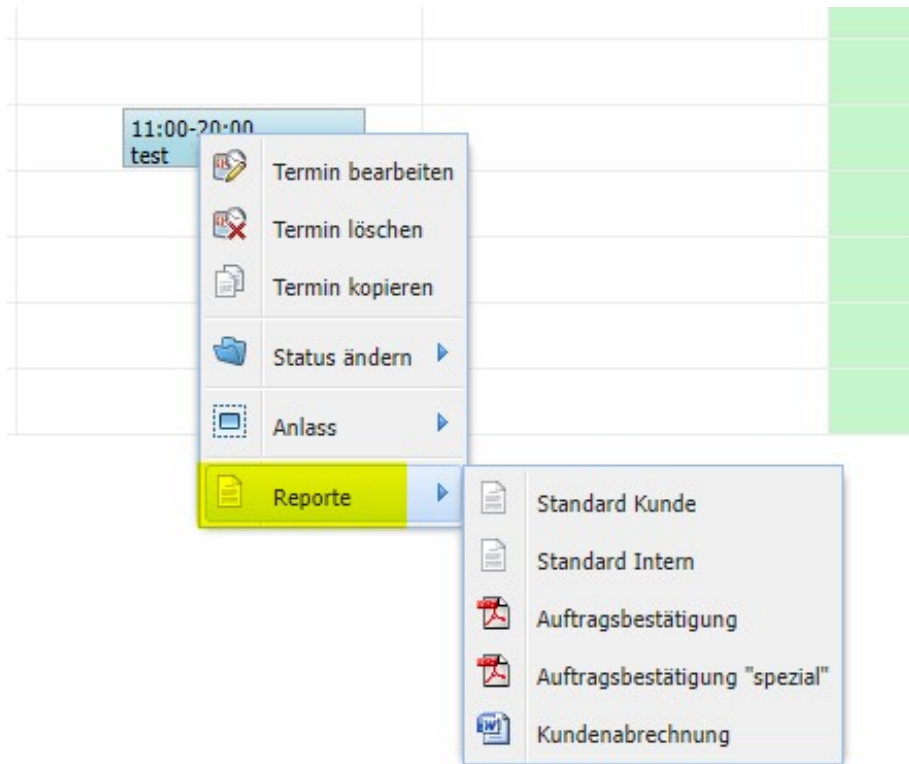 11:00-20:00
test
Termin bearbeiten
Termin löschen
Termin kopieren
Status ändern
Anlass
Reporte
Standard Kunde
Standard Intern
Auftragsbestätigung
Auftragsbestätigung "spezial"
Kundenabrechnung